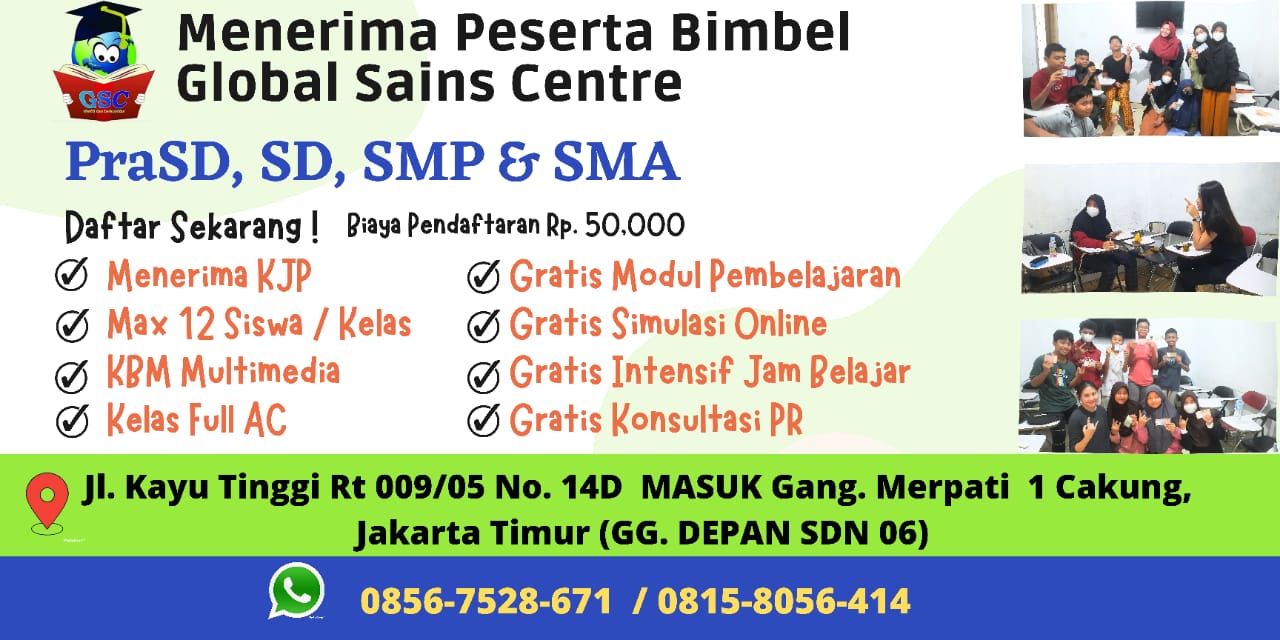 GSC
Menerima Peserta Bimbel
Global Sains Centre
PraSD, SD, SMP & SMA
Daftar Sekarang ! Biaya Pendaftaran Rp. 50.000
Menerima KJP
Max 12 Siswa / Kelas
KBM Multimedia
Kelas Full AC
Gratis Modul Pembelajaran
Gratis Simulasi Online
Gratis Intensif Jam Belajar
Gratis Konsultasi PR
Jl. Kayu Tinggi Rt 009/05 No. 14D MASUK Gang. Merpati 1 Cakung,
Jakarta Timur (GG. DEPAN SDN 06)
0856-7528-671 / 0815-8056-414